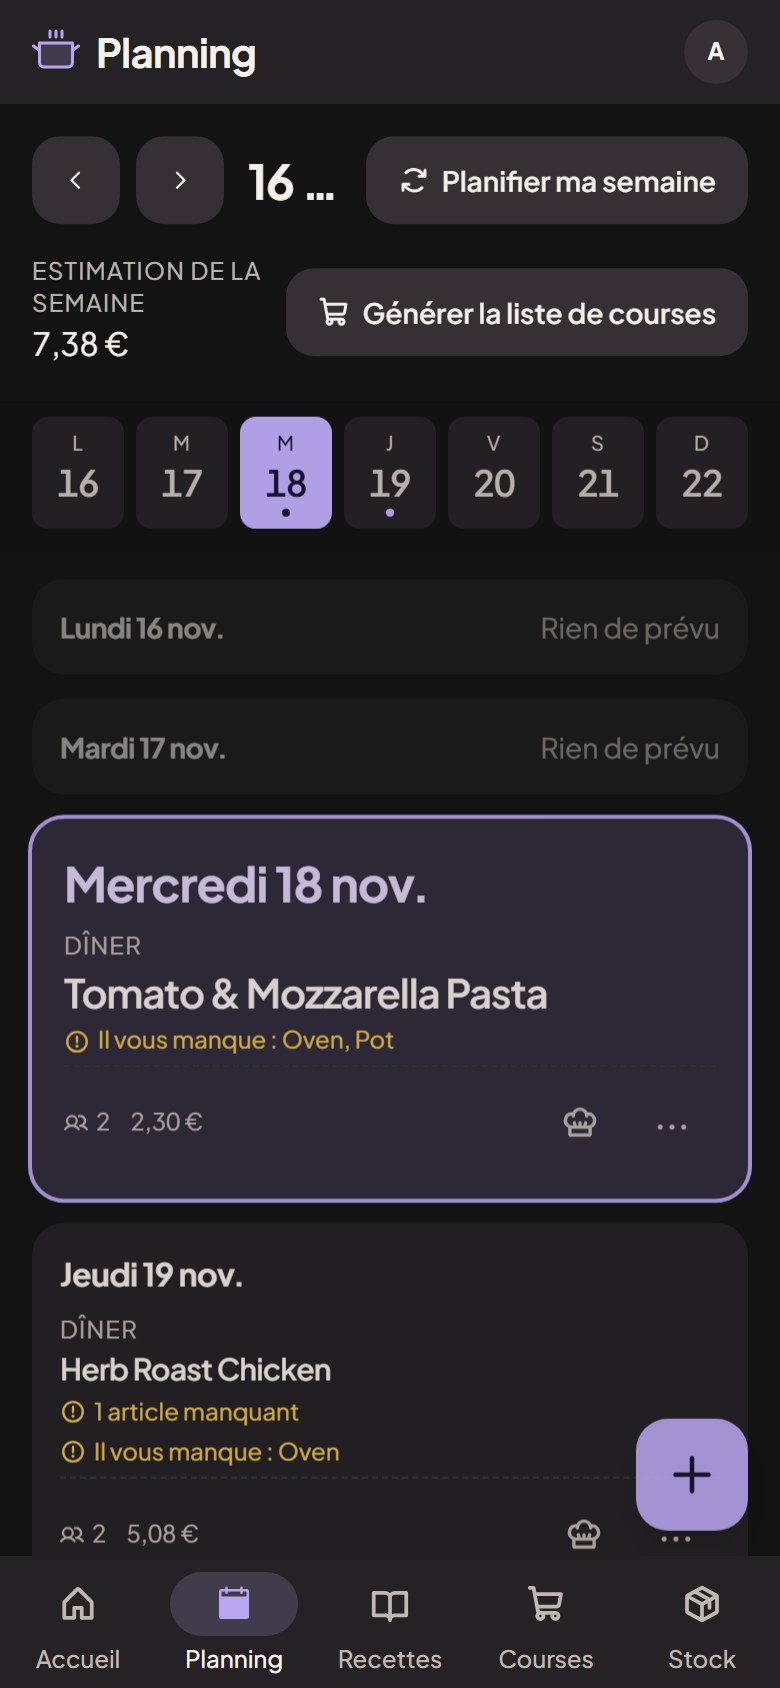 Planning
A
16 ...
Planifier ma semaine
ESTIMATION DE LA
SEMAINE
7,38 €
Générer la liste de courses
L
16
M
17
M
18
J
19
V
20
S
21
D
22
Lundi 16 nov.
Rien de prévu
Mardi 17 nov.
Rien de prévu
Mercredi 18 nov.
DÎNER
Tomato & Mozzarella Pasta
Il vous manque : Oven, Pot
2 2,30 €
Jeudi 19 nov.
DÎNER
Herb Roast Chicken
1 article manquant
Il vous manque : Oven
2 5,08 €
Accueil
Planning
Recettes
Courses
Stock